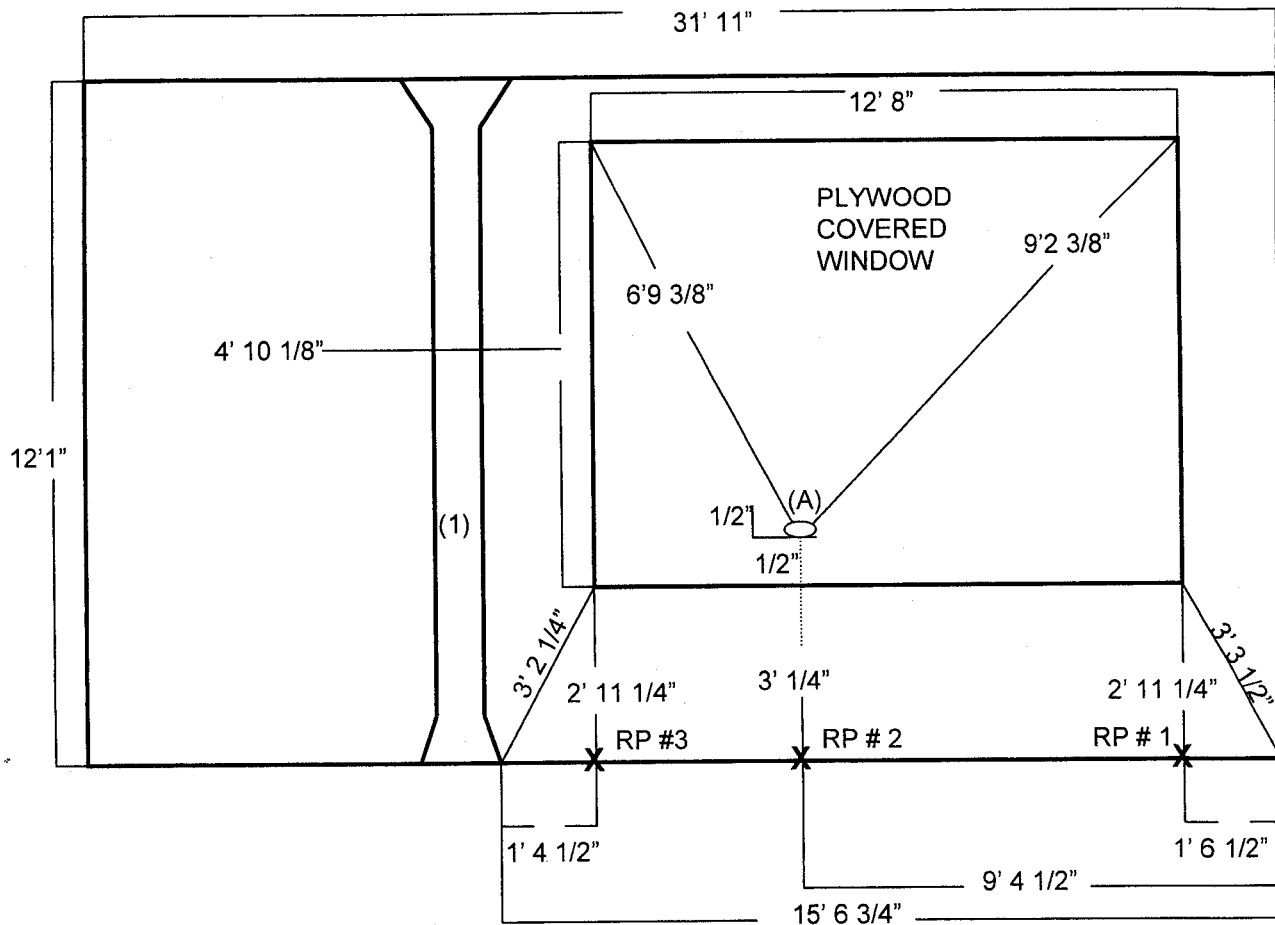 31' 11"
12' 8"
PLYWOOD
COVERED
WINDOW
9'2 3/8"
6'9 3/8"
4' 10 1/8"
12'1"
(A)
1/2"
(1)
1/2"
3' 2 1/4"
3' 3 1/2"
2' 11 1/4"
3' 1/4"
2' 11 1/4"
RP #3
RP # 2
RP # 1
X
X
X
1' 4 1/2"
1' 6 1/2"
9' 4 1/2"
15' 6 3/4"